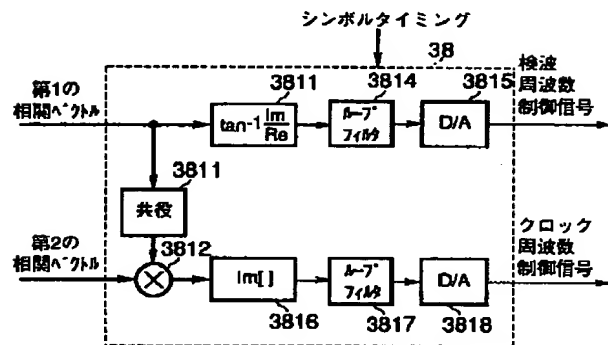 シンボルタイミング
38
第1の
相関ベクトル
3811
tan-1 Im/Re
3814
ループ
フィルタ
3815
D/A
検波
周波数
制御信号
3811
共役
第2の
相関ベクトル
3812
Im[ ]
3816
ループ
フィルタ
3817
D/A
3818
クロック
周波数
制御信号